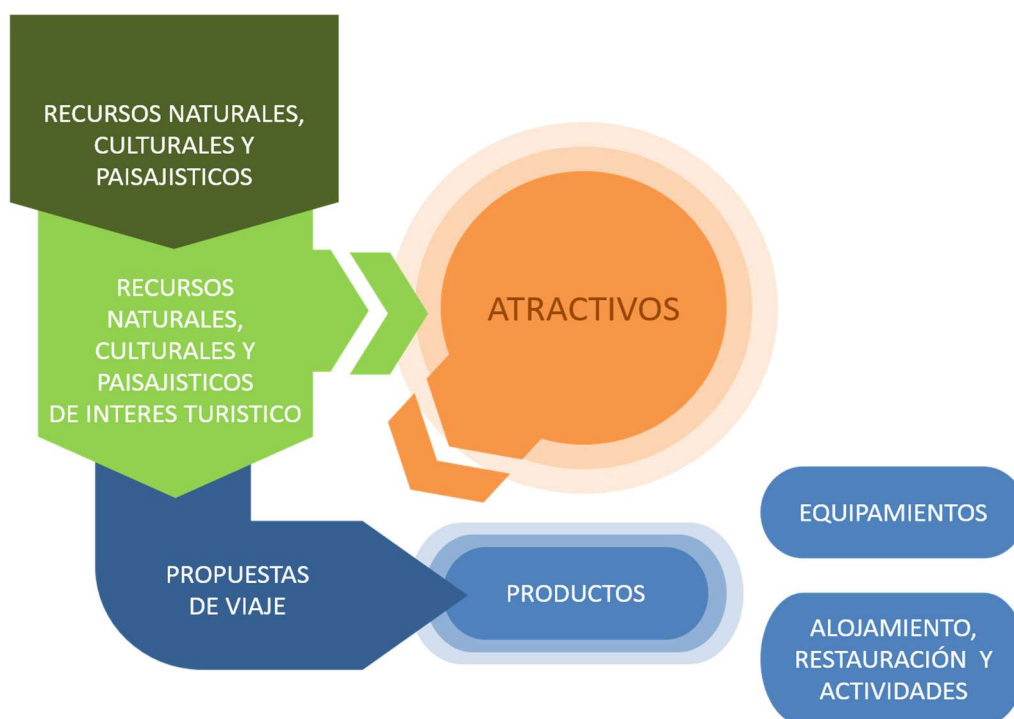 RECURSOS NATURALES,
CULTURALES Y
PAISAJISTICOS
RECURSOS
NATURALES,
CULTURALES Y
PAISAJISTICOS
DE INTERES TURISTICO
ATRACTIVOS
PROPUESTAS
DE VIAJE
PRODUCTOS
EQUIPAMIENTOS
ALOJAMIENTO,
RESTAURACIÓN Y
ACTIVIDADES